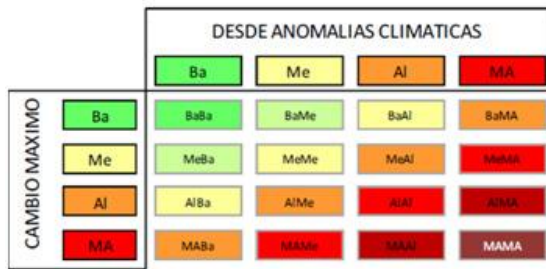 DESDE ANOMALIAS CLIMATICAS
Ba Me Al MA
CAMBIO MAXIMO
Ba BaBa BaMe BaAl BaMA
Me MeBa MeMe MeAl MeMA
Al AlBa AlMe AlAl AlMA
MA MABa MAMe MAAl MAMA